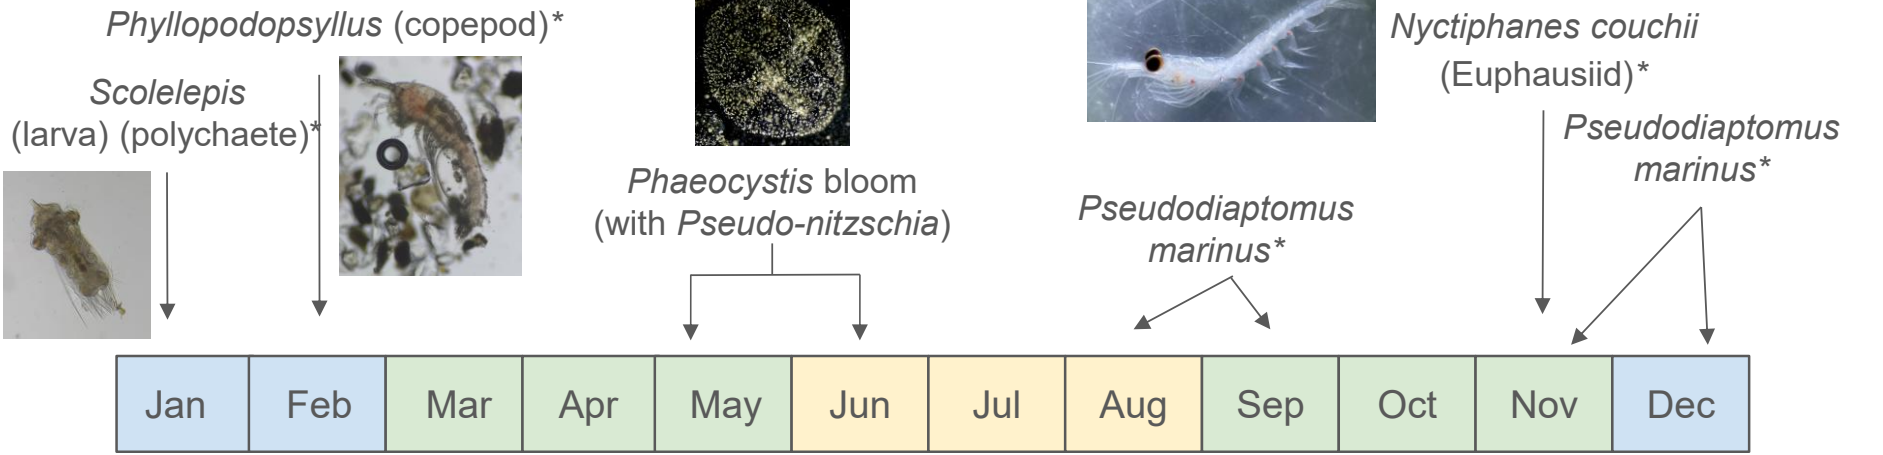 Phyllopodopsyllus (copepod)*
Scolelepis
(larva) (polychaete)*
Phaeocystis bloom
(with Pseudo-nitzschia)
Pseudodiaptomus
marinus*
Nyctiphanes couchii
(Euphausiid)*
Pseudodiaptomus
marinus*
Jan Feb Mar Apr May Jun Jul Aug Sep Oct Nov Dec